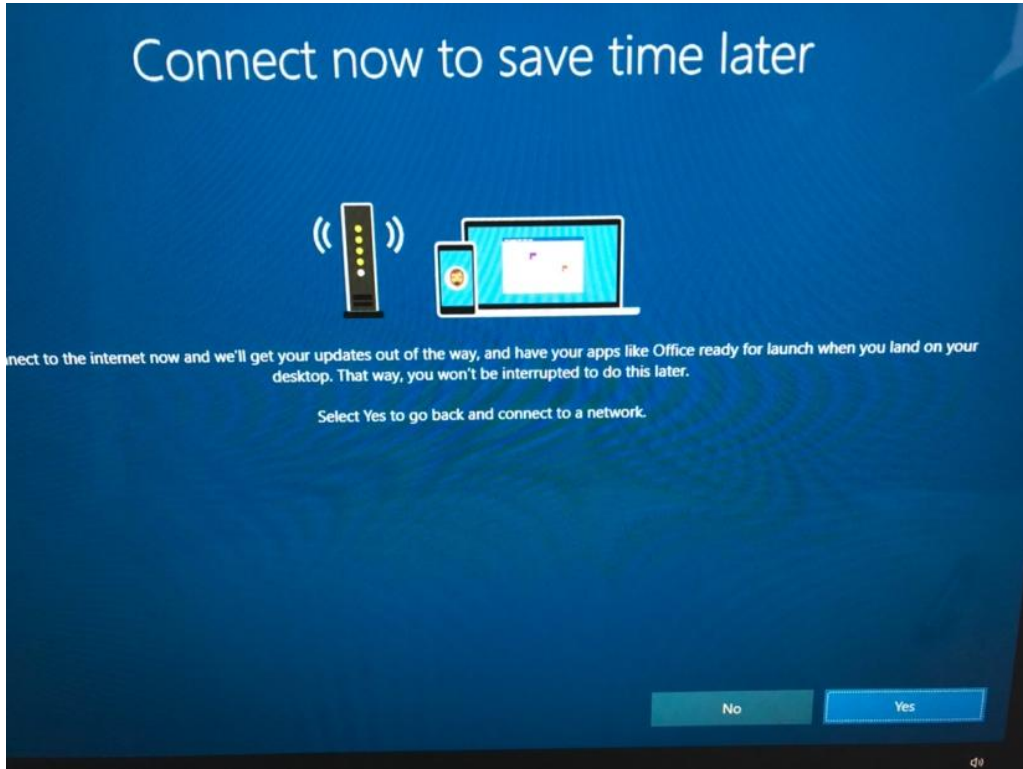 Connect now to save time later
to the internet now and we'll get your updates out of the way, and have your apps like Office ready for launch when you land on your
desktop. That way, you won't be interrupted to do this later.
Select Yes to go back and connect to a network.
No
Yes